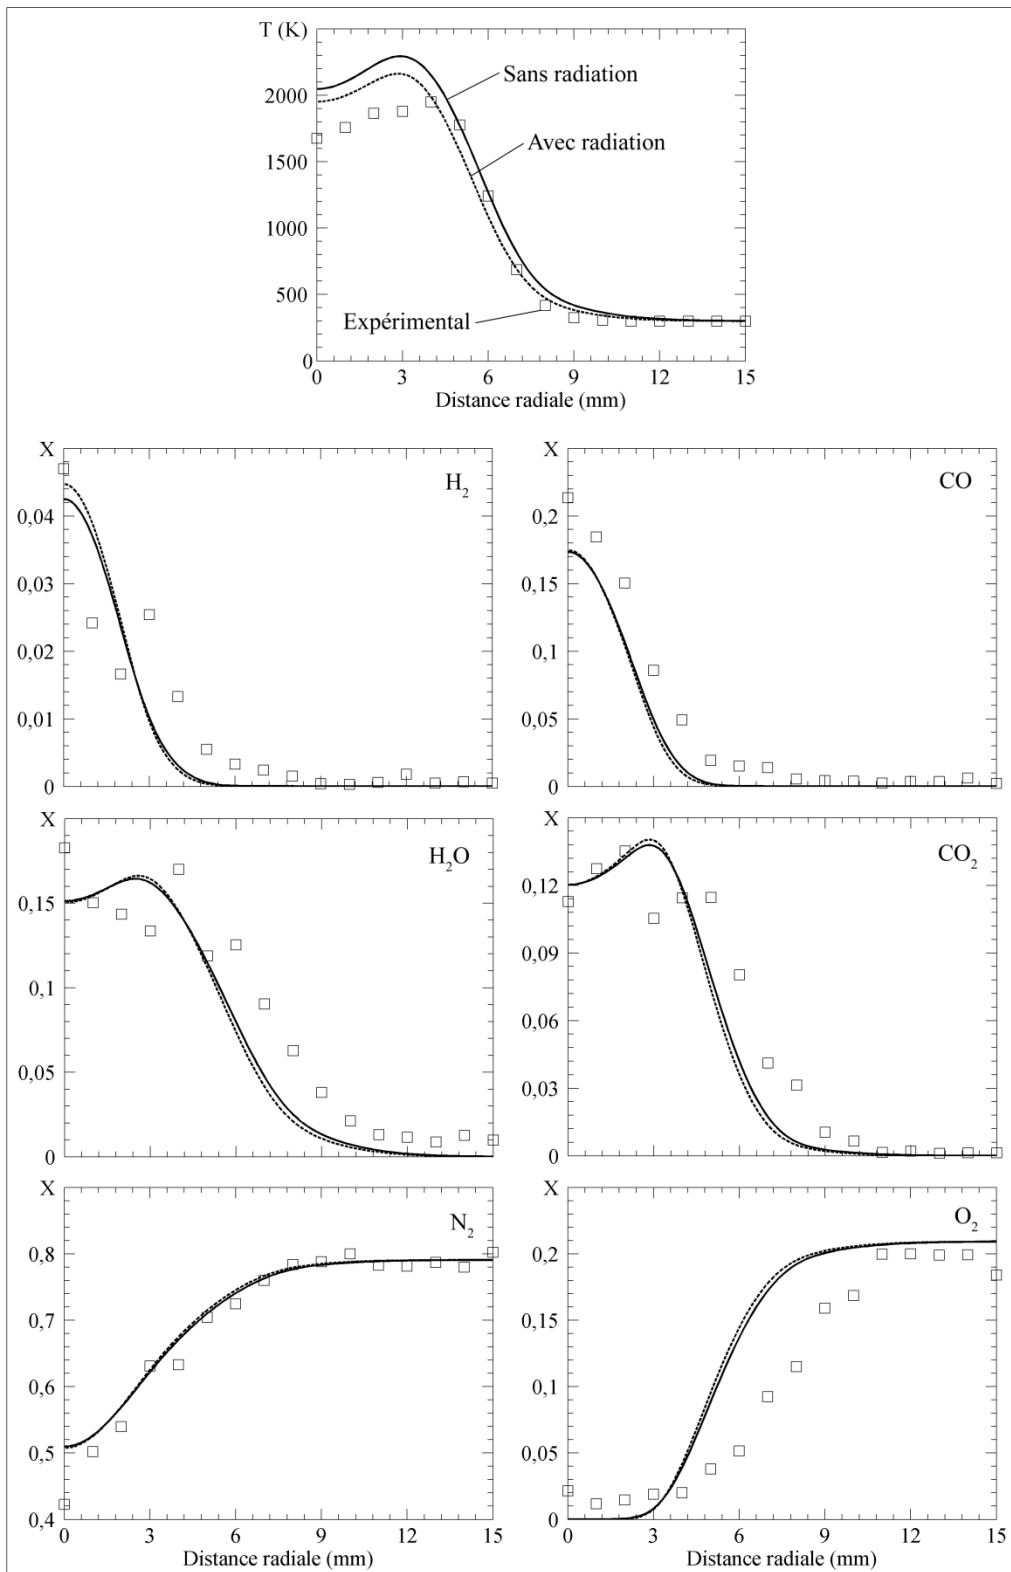 T (K)
2000
1500
1000
500
0
Sans radiation
Avec radiation
Expérimental
0 3 6 9 12 15
Distance radiale (mm)
X
H₂
0,04
0,03
0,02
0,01
0
X
CO
0,2
0,15
0,1
0,05
0
X
H₂O
0,15
0,1
0,05
0
X
CO₂
0,12
0,09
0,06
0,03
0
X
N₂
0,8
0,7
0,6
0,5
0,4
0 3 6 9 12 15
Distance radiale (mm)
X
O₂
0,2
0,15
0,1
0,05
0
0 3 6 9 12 15
Distance radiale (mm)